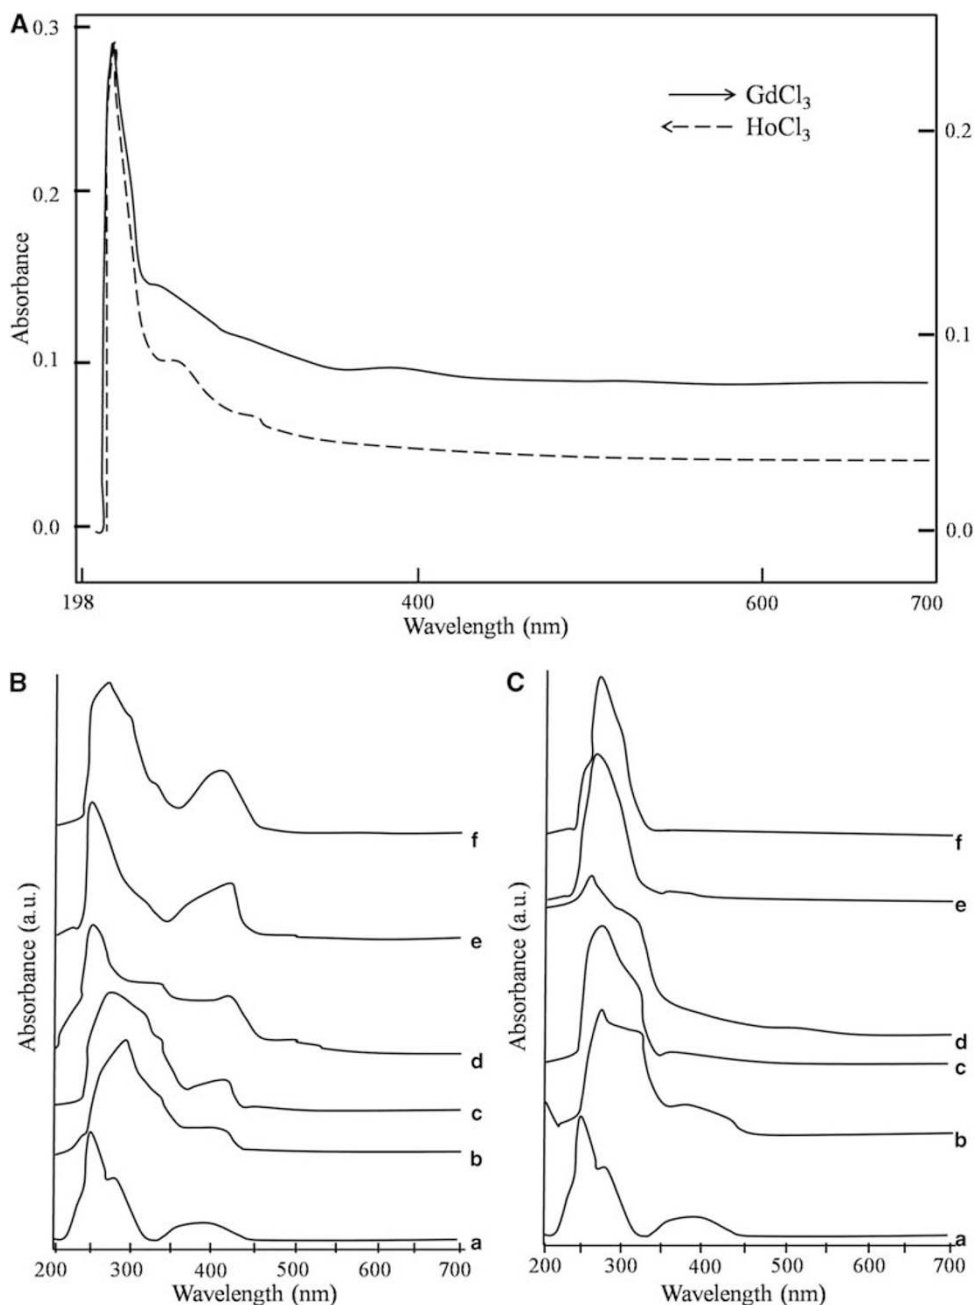 A
0.3
GdCl₃
HoCl₃
0.2
0.2
Absorbance
0.1
0.1
0.0
0.0
198
400
600
700
Wavelength (nm)
B
Absorbance (a.u.)
f
e
d
c
b
a
200
300
400
500
600
700
Wavelength (nm)
C
Absorbance (a.u.)
f
e
d
c
b
a
200
300
400
500
600
700
Wavelength (nm)